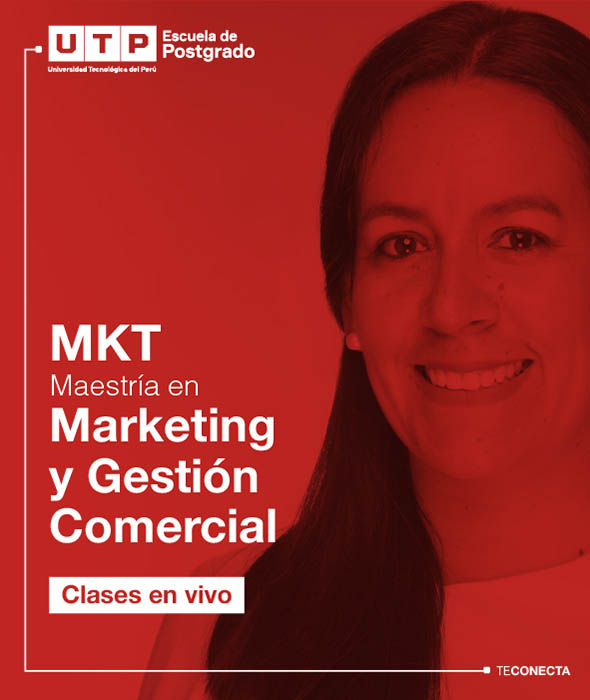 UTP
Universidad Tecnológica del Perú
Escuela de
Postgrado
MKT
Maestría en
Marketing
y Gestión
Comercial
Clases en vivo
TECONECTA